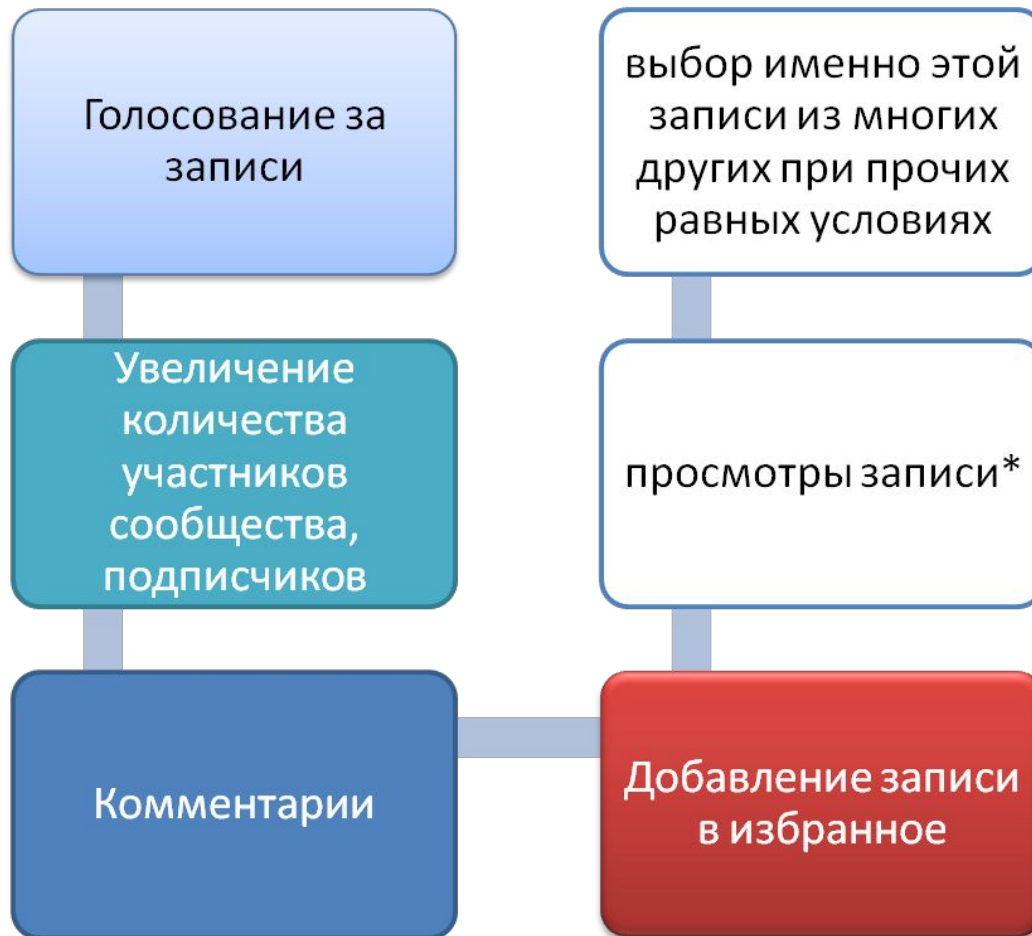 Голосование за
записи
Увеличение
количества
участников
сообщества,
подписчиков
Комментарии
Добавление записи
в избранное
просмотры записи*
выбор именно этой
записи из многих
других при прочих
равных условиях